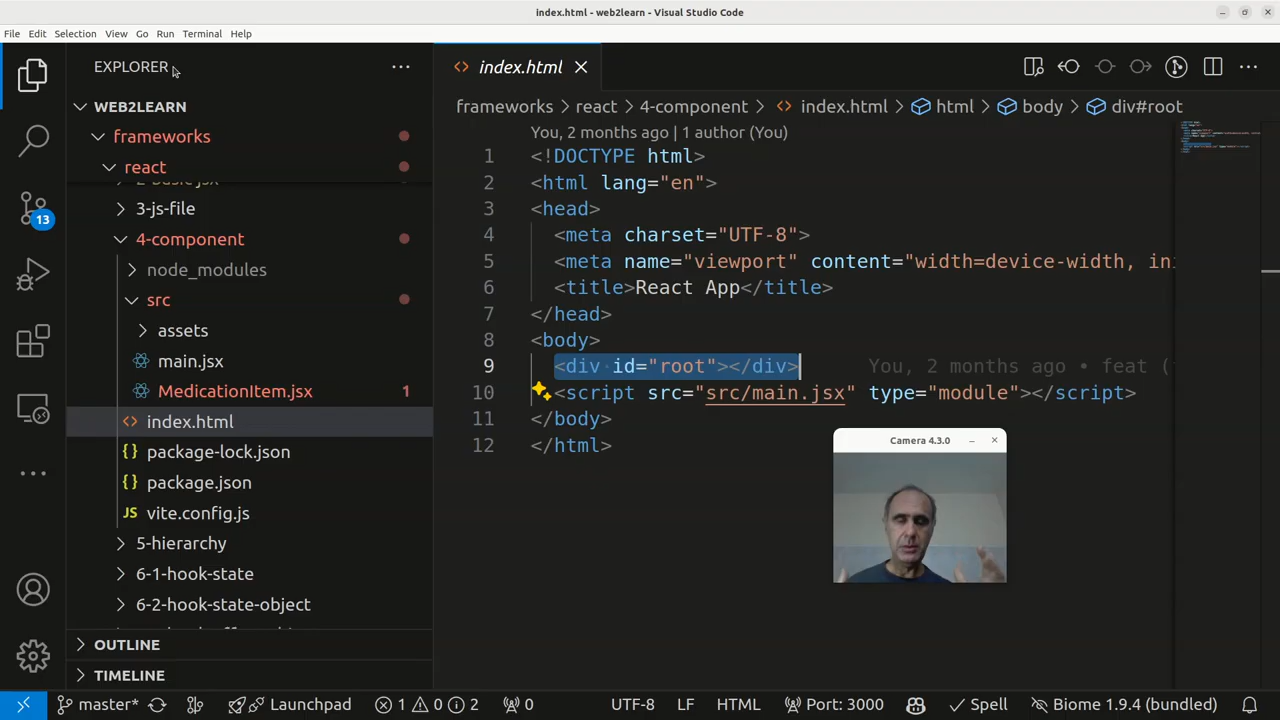 index.html - web2learn - Visual Studio Code
File Edit Selection View Go Run Terminal Help
EXPLORER
WEB2LEARN
frameworks
react
3-js-file
4-component
node_modules
src
assets
main.jsx
MedicationItem.jsx 1
index.html
package-lock.json
package.json
JS vite.config.js
5-hierarchy
6-1-hook-state
6-2-hook-state-object
OUTLINE
TIMELINE
13
index.html
frameworks > react > 4-component > index.html > html > body > div#root
You, 2 months ago | 1 author (You)
1 <!DOCTYPE html>
2 <html lang="en">
3 <head>
4 <meta charset="UTF-8">
5 <meta name="viewport" content="width=device-width, ini
6 <title>React App</title>
7 </head>
8 <body>
9 <div id="root"></div> You, 2 months ago • feat (
10 <script src="src/main.jsx" type="module"></script>
11 </body>
12 </html>
Camera 4.3.0
master* Launchpad 1 0 2 0 UTF-8 LF HTML Port: 3000 Spell Biome 1.9.4 (bundled)